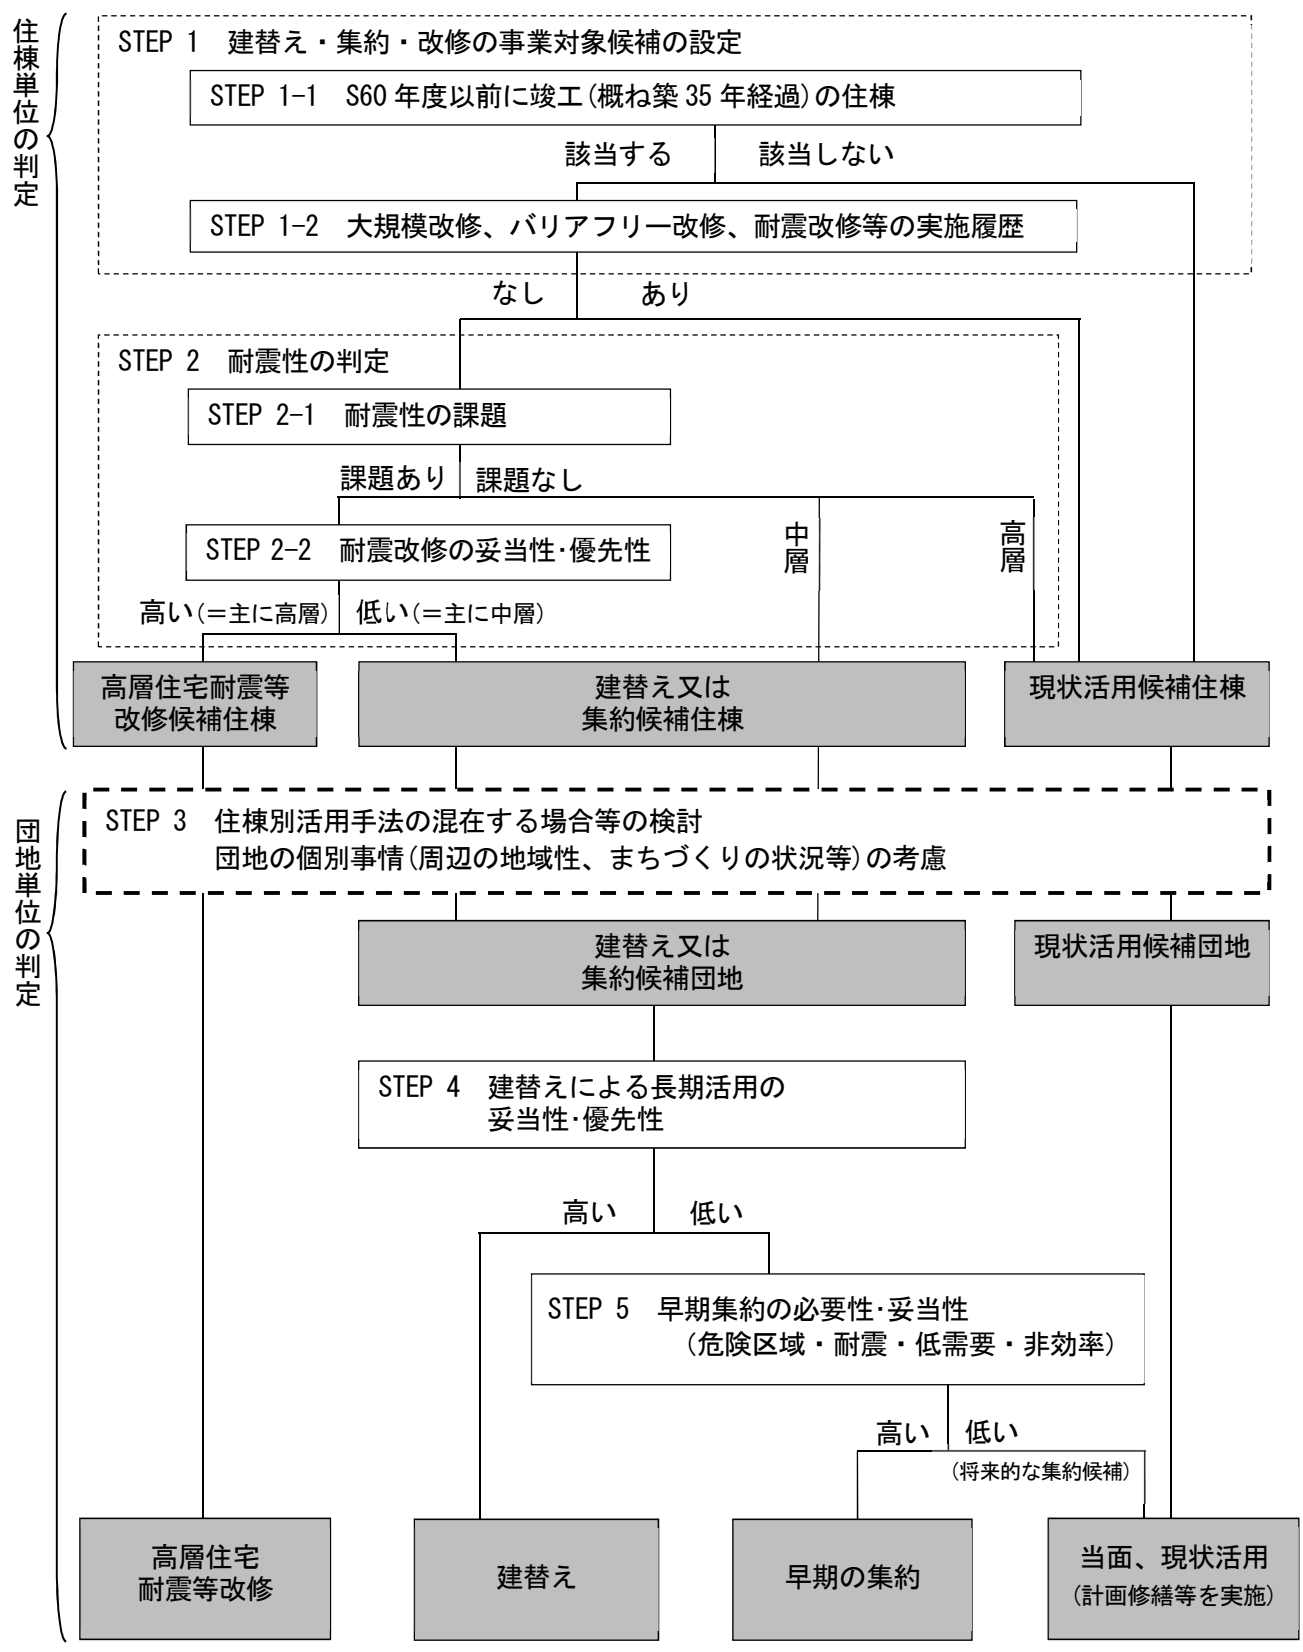 住棟単位の判定
STEP 1 建替え・集約・改修の事業対象候補の設定
STEP 1-1 S60年度以前に竣工(概ね築35年経過)の住棟
該当する 該当しない
STEP 1-2 大規模改修、バリアフリー改修、耐震改修等の実施履歴
なし あり
STEP 2 耐震性の判定
STEP 2-1 耐震性の課題
課題あり 課題なし
中層
高層
STEP 2-2 耐震改修の妥当性・優先性
高い(＝主に高層) 低い(＝主に中層)
高層住宅耐震等
改修候補住棟
建替え又は
集約候補住棟
現状活用候補住棟
団地単位の判定
STEP 3 住棟別活用手法の混在する場合等の検討
団地の個別事情(周辺の地域性、まちづくりの状況等)の考慮
建替え又は
集約候補団地
現状活用候補団地
STEP 4 建替えによる長期活用の
妥当性・優先性
高い 低い
STEP 5 早期集約の必要性・妥当性
(危険区域・耐震・低需要・非効率)
高い 低い
(将来的な集約候補)
高層住宅
耐震等改修
建替え
早期の集約
当面、現状活用
(計画修繕等を実施)